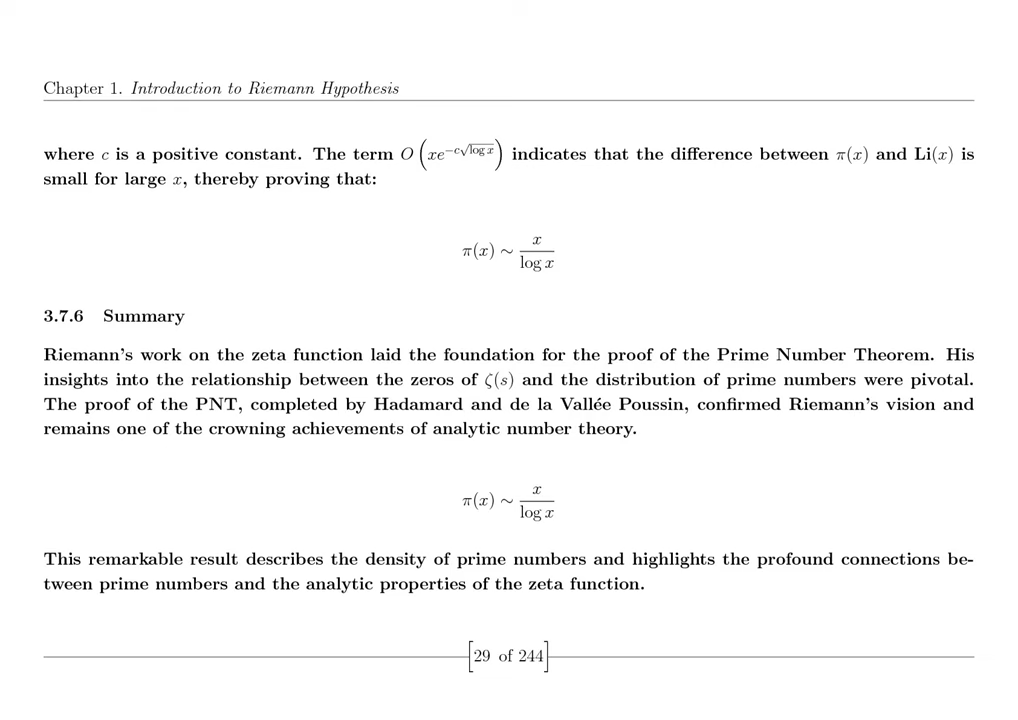 Chapter 1. Introduction to Riemann Hypothesis
where c is a positive constant. The term O(xe^{−c√log x}) indicates that the difference between π(x) and Li(x) is
small for large x, thereby proving that:
π(x) ∼ x / log x
3.7.6 Summary
Riemann's work on the zeta function laid the foundation for the proof of the Prime Number Theorem. His
insights into the relationship between the zeros of ζ(s) and the distribution of prime numbers were pivotal.
The proof of the PNT, completed by Hadamard and de la Vallée Poussin, confirmed Riemann's vision and
remains one of the crowning achievements of analytic number theory.
π(x) ∼ x / log x
This remarkable result describes the density of prime numbers and highlights the profound connections be-
tween prime numbers and the analytic properties of the zeta function.
[29 of 244]